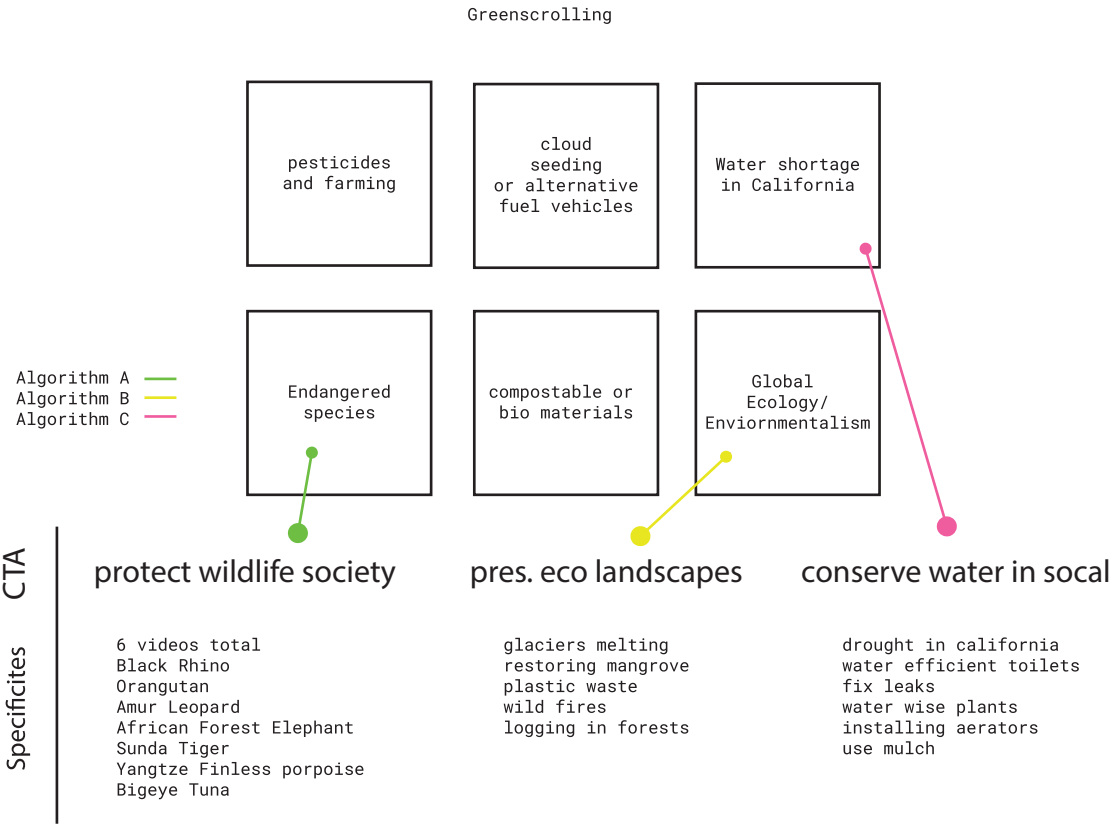 Greenscrolling
pesticides
and farming
cloud
seeding
or alternative
fuel vehicles
Water shortage
in California
Algorithm A
Algorithm B
Algorithm C
Endangered
species
compostable or
bio materials
Global
Ecology/
Enviornmentalism
CTA
protect wildlife society
pres. eco landscapes
conserve water in socal
Specificites
6 videos total
Black Rhino
Orangutan
Amur Leopard
African Forest Elephant
Sunda Tiger
Yangtze Finless porpoise
Bigeye Tuna
glaciers melting
restoring mangrove
plastic waste
wild fires
logging in forests
drought in california
water efficient toilets
fix leaks
water wise plants
installing aerators
use mulch